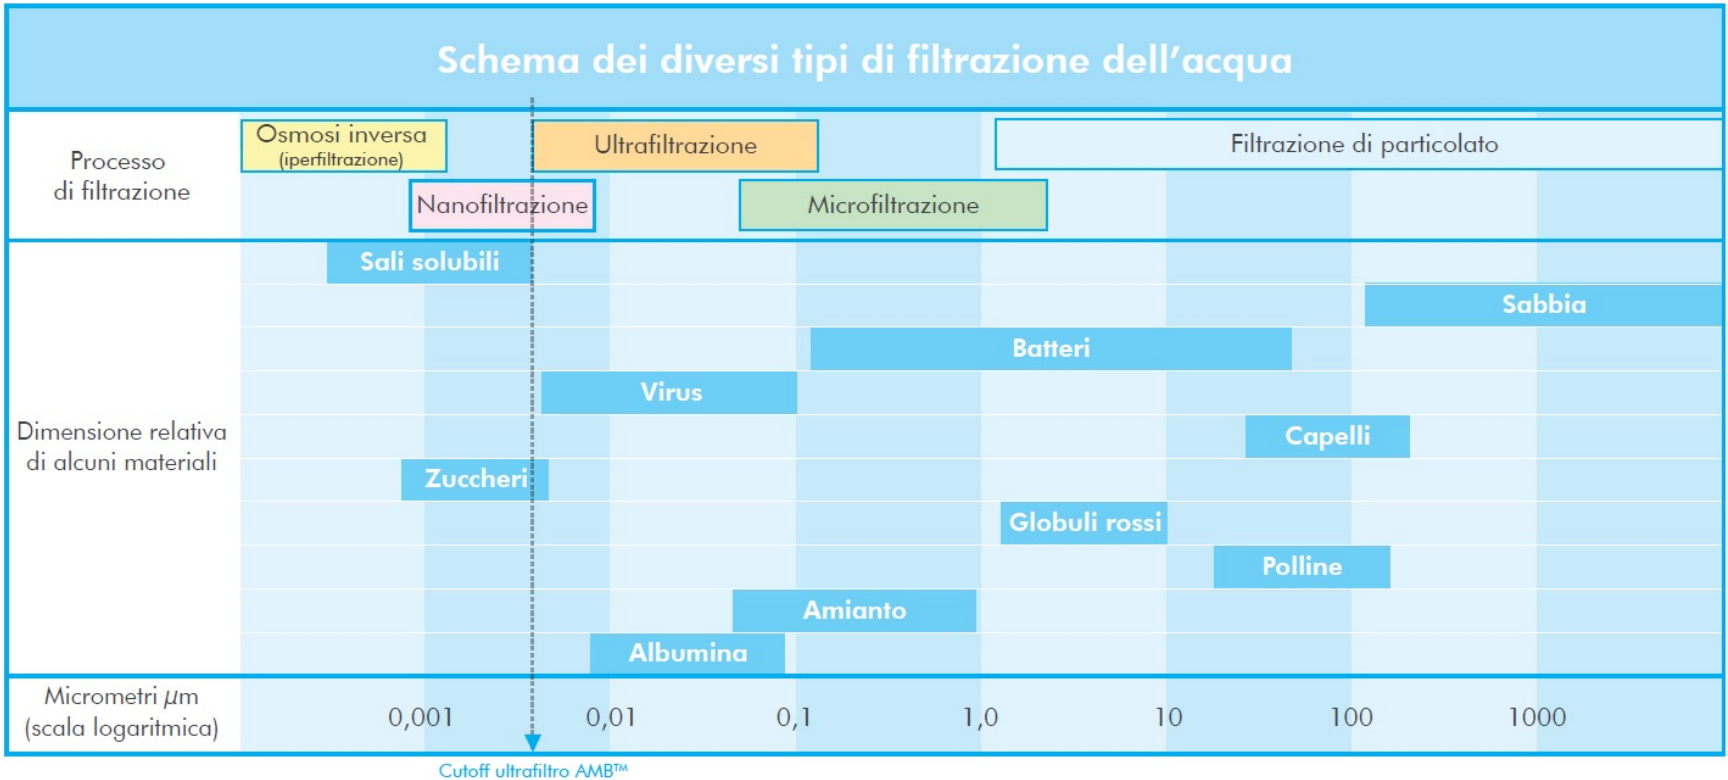 Schema dei diversi tipi di filtrazione dell'acqua
Processo
di filtrazione
Osmosi inversa
(iperfiltrazione)
Ultrafiltrazione
Filtrazione di particolato
Nanofiltrazione
Microfiltrazione
Dimensione relativa
di alcuni materiali
Sali solubili
Sabbia
Batteri
Virus
Capelli
Zuccheri
Globuli rossi
Polline
Amianto
Albumina
Micrometri μm
(scala logaritmica)
0,001 0,01 0,1 1,0 10 100 1000
Cutoff ultrafiltro AMB™